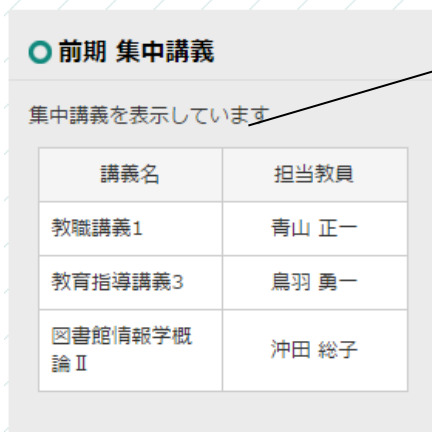 前期 集中講義
集中講義を表示しています
講義名 担当教員
教職講義1 青山 正一
教育指導講義3 鳥羽 勇一
図書館情報学概
論Ⅱ 沖田 総子